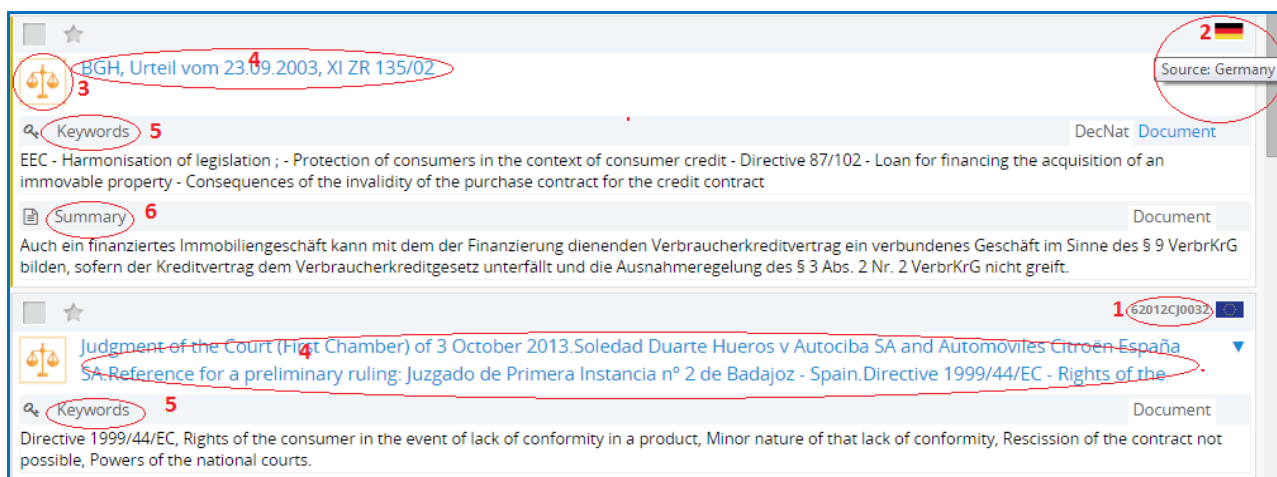 2
4
BGH, Urteil vom 23.09.2003, XI ZR 135/02
Source: Germany
3
Keywords 5
DecNat Document
EEC - Harmonisation of legislation ; - Protection of consumers in the context of consumer credit - Directive 87/102 - Loan for financing the acquisition of an
immovable property - Consequences of the invalidity of the purchase contract for the credit contract
Summary 6
Document
Auch ein finanziertes Immobiliengeschäft kann mit dem der Finanzierung dienenden Verbraucherkreditvertrag ein verbundenes Geschäft im Sinne des § 9 VerbrKrG
bilden, sofern der Kreditvertrag dem Verbraucherkreditgesetz unterfällt und die Ausnahmeregelung des § 3 Abs. 2 Nr. 2 VerbrKrG nicht greift.
1 62012CJ0032
4
Judgment of the Court (First Chamber) of 3 October 2013.Soledad Duarte Hueros v Autociba SA and Automóviles Citroën España
SA.Reference for a preliminary ruling: Juzgado de Primera Instancia nº 2 de Badajoz - Spain.Directive 1999/44/EC - Rights of the
Keywords 5
Document
Directive 1999/44/EC, Rights of the consumer in the event of lack of conformity in a product, Minor nature of that lack of conformity, Rescission of the contract not
possible, Powers of the national courts.